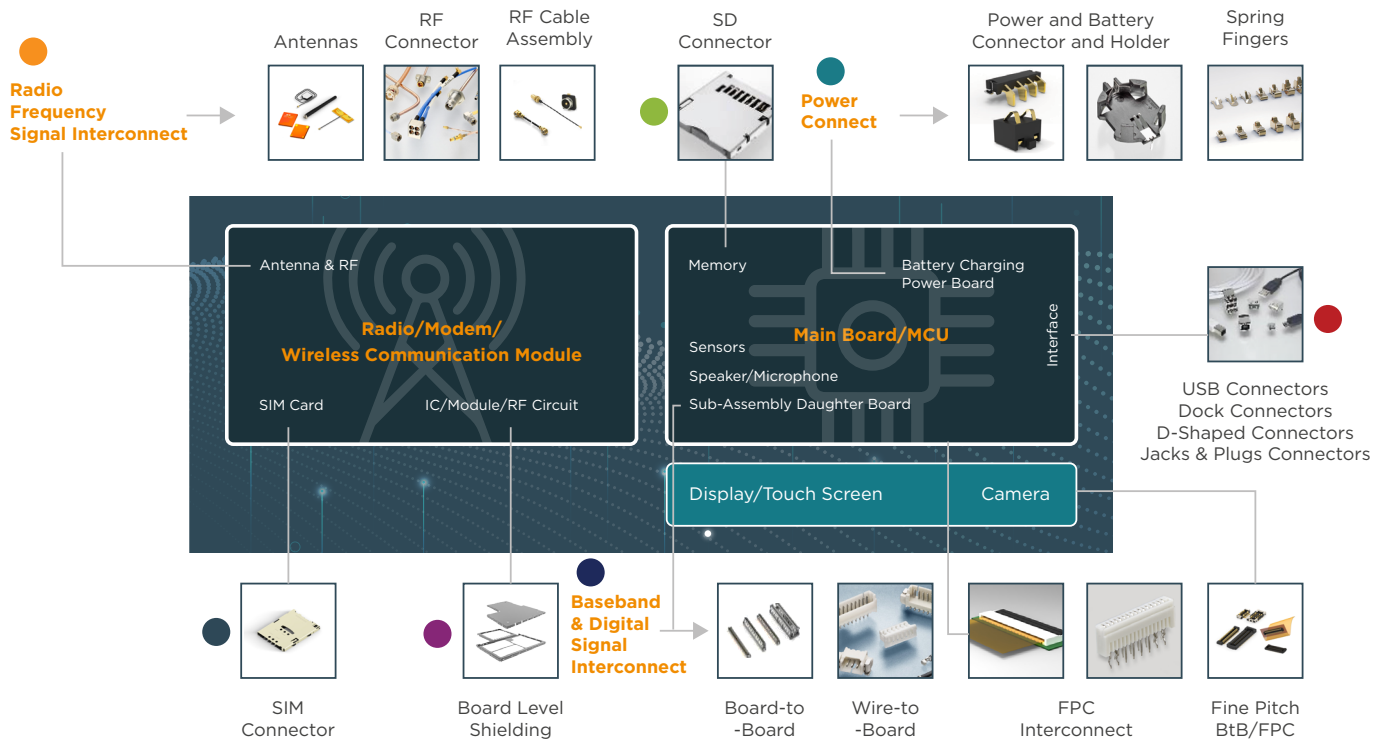 Antennas
RF
Connector
RF Cable
Assembly
SD
Connector
Power and Battery
Connector and Holder
Spring
Fingers
Radio
Frequency
Signal Interconnect
Power
Connect
Antenna & RF
Radio/Modem/
Wireless Communication Module
SIM Card
IC/Module/RF Circuit
Memory
Battery Charging
Power Board
Main Board/MCU
Sensors
Speaker/Microphone
Sub-Assembly Daughter Board
Interface
USB Connectors
Dock Connectors
D-Shaped Connectors
Jacks & Plugs Connectors
Display/Touch Screen
Camera
Baseband
& Digital
Signal
Interconnect
SIM
Connector
Board Level
Shielding
Board-to
-Board
Wire-to
-Board
FPC
Interconnect
Fine Pitch
BtB/FPC